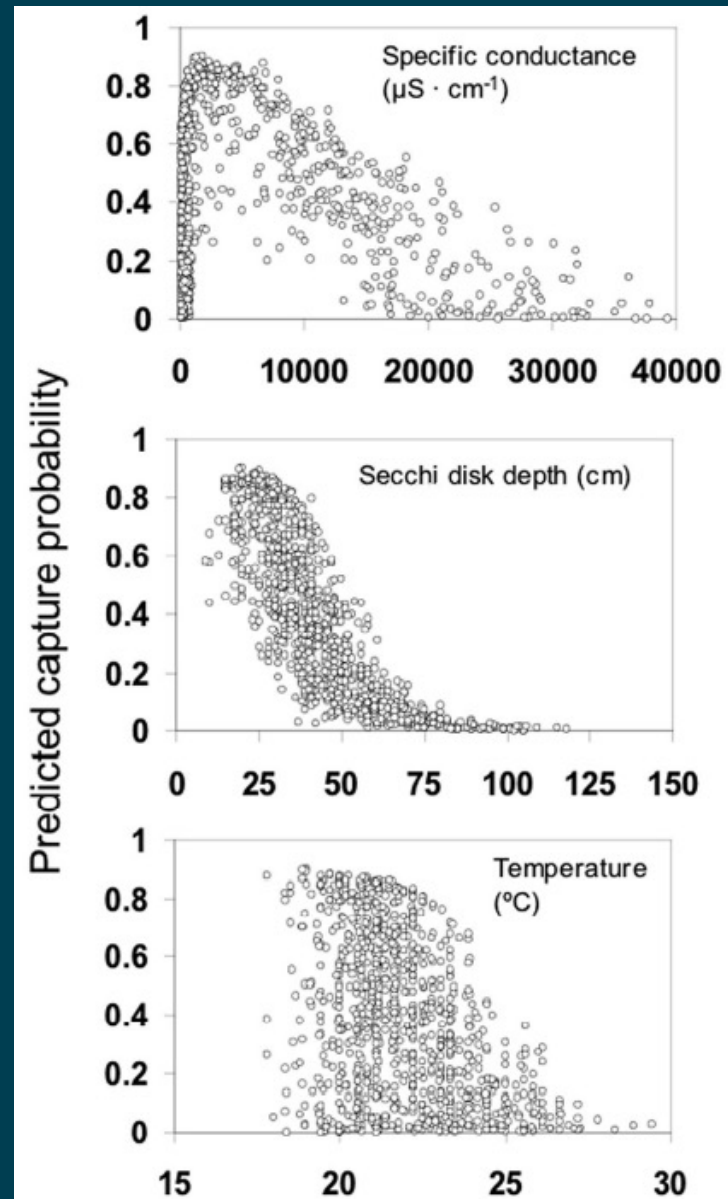 Predicted capture probability
1
0.8
0.6
0.4
0.2
0
Specific conductance
(µS · cm⁻¹)
0 10000 20000 30000 40000
1
0.8
0.6
0.4
0.2
0
Secchi disk depth (cm)
0 25 50 75 100 125 150
1
0.8
0.6
0.4
0.2
0
Temperature
(ºC)
15 20 25 30